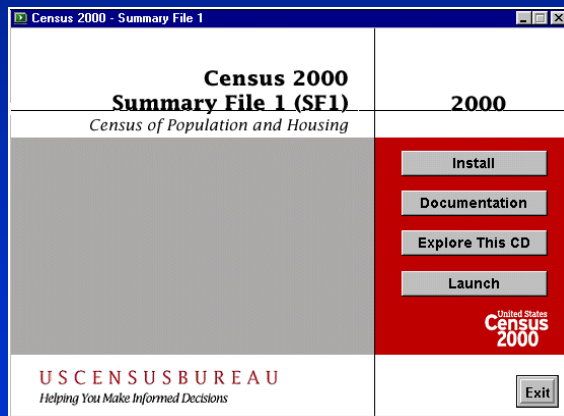 Census 2000 - Summary File 1
Census 2000
Summary File 1 (SF1)
Census of Population and Housing
2000
Install
Documentation
Explore This CD
Launch
United States
Census
2000
USCENSUSBUREAU
Helping You Make Informed Decisions
Exit